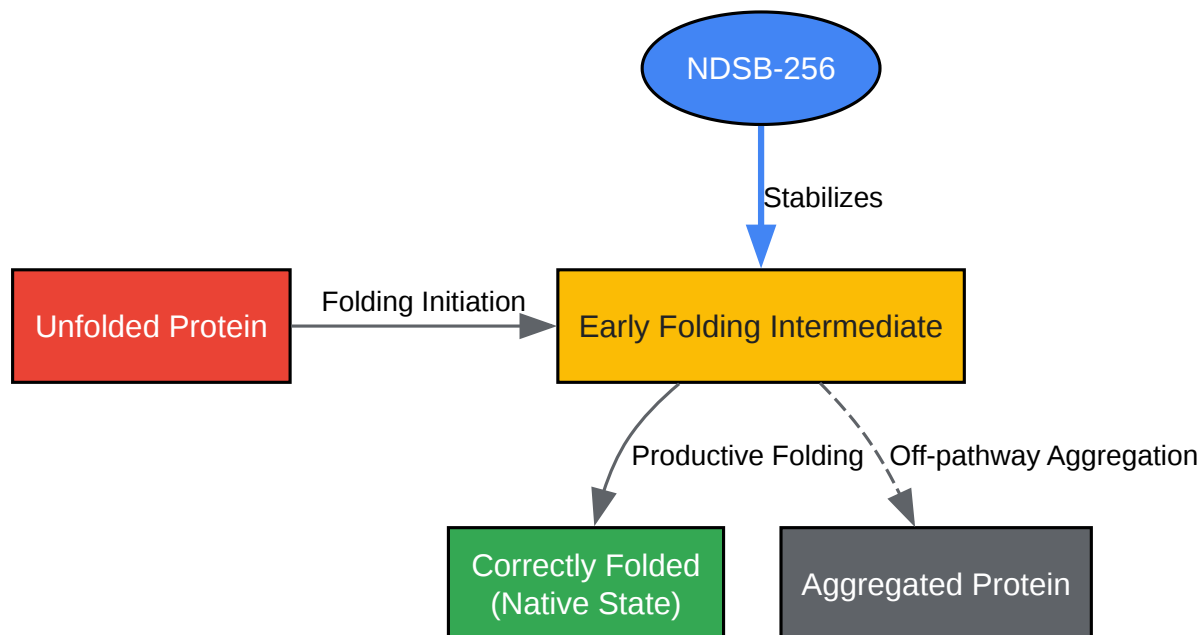 NDSB-256
Stabilizes
Folding Initiation
Unfolded Protein
Early Folding Intermediate
Productive Folding
Off-pathway Aggregation
Correctly Folded
(Native State)
Aggregated Protein